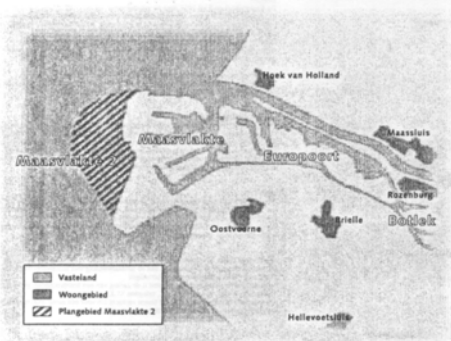 Hoek van Holland
Maassluis
Maasvlakte
Maasvlakte 2
Europoort
Rozenburg
Botlek
Oostvoorne
Brielle
Hellevoetsluis
Vasteland
Woongebied
Plangebied Maasvlakte 2